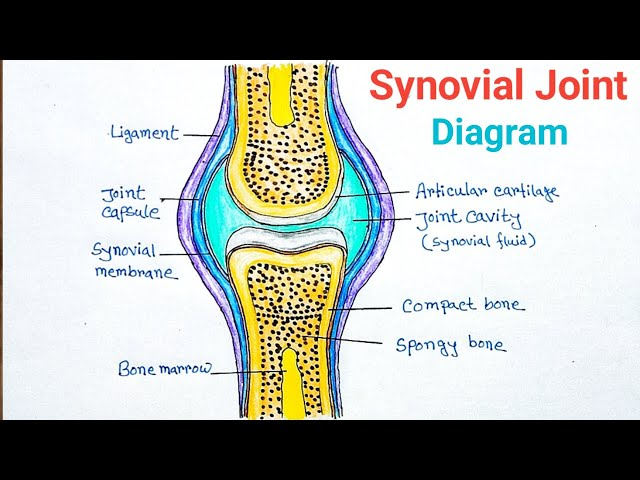 Synovial Joint
Diagram
Ligament
Joint
capsule
Synovial
membrane
Bone marrow
Articular cartilage
Joint Cavity
(synovial fluid)
Compact bone
Spongy bone